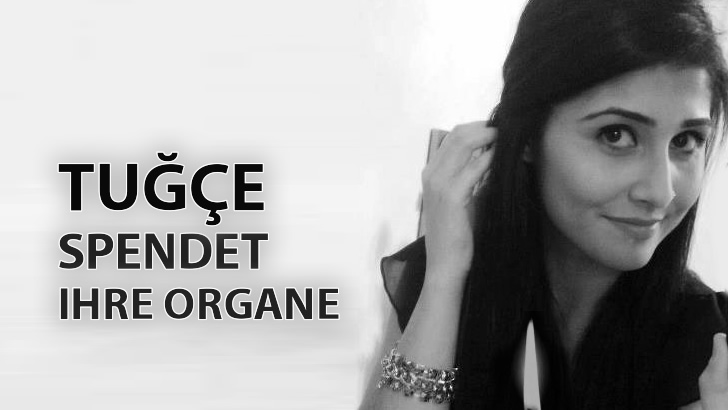 TUĞÇE
SPENDET
IHRE ORGANE